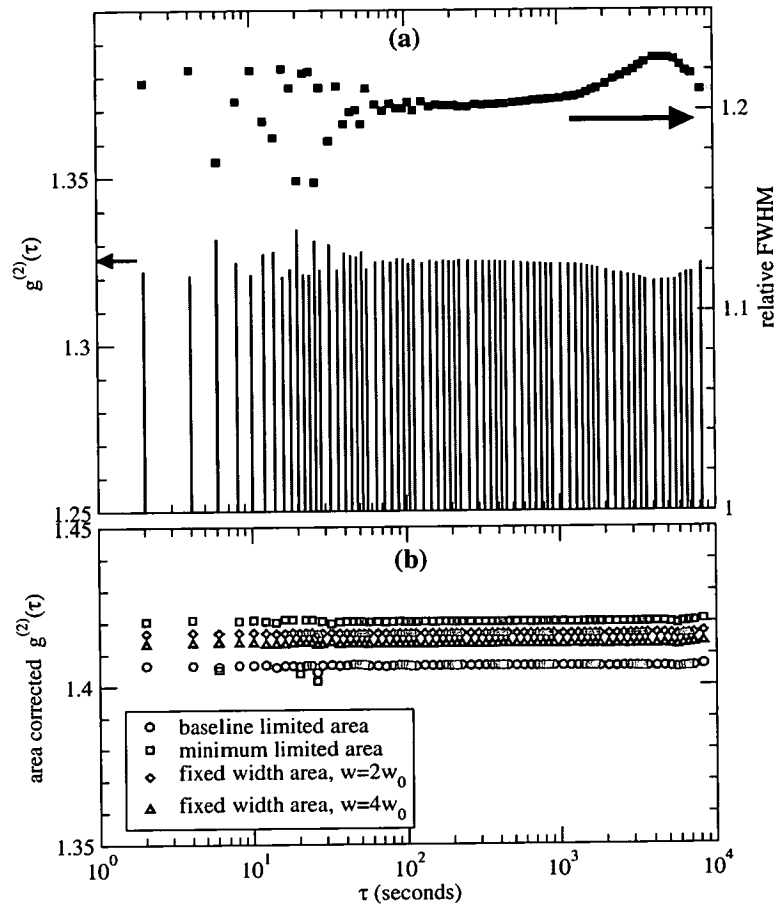 (a)
1.35
1.3
1.25
g^(2)(τ)
1.2
1.1
1
relative FWHM
(b)
1.45
1.4
1.35
area corrected g^(2)(τ)
baseline limited area
minimum limited area
fixed width area, w=2w_0
fixed width area, w=4w_0
10^0 10^1 10^2 10^3 10^4
τ (seconds)